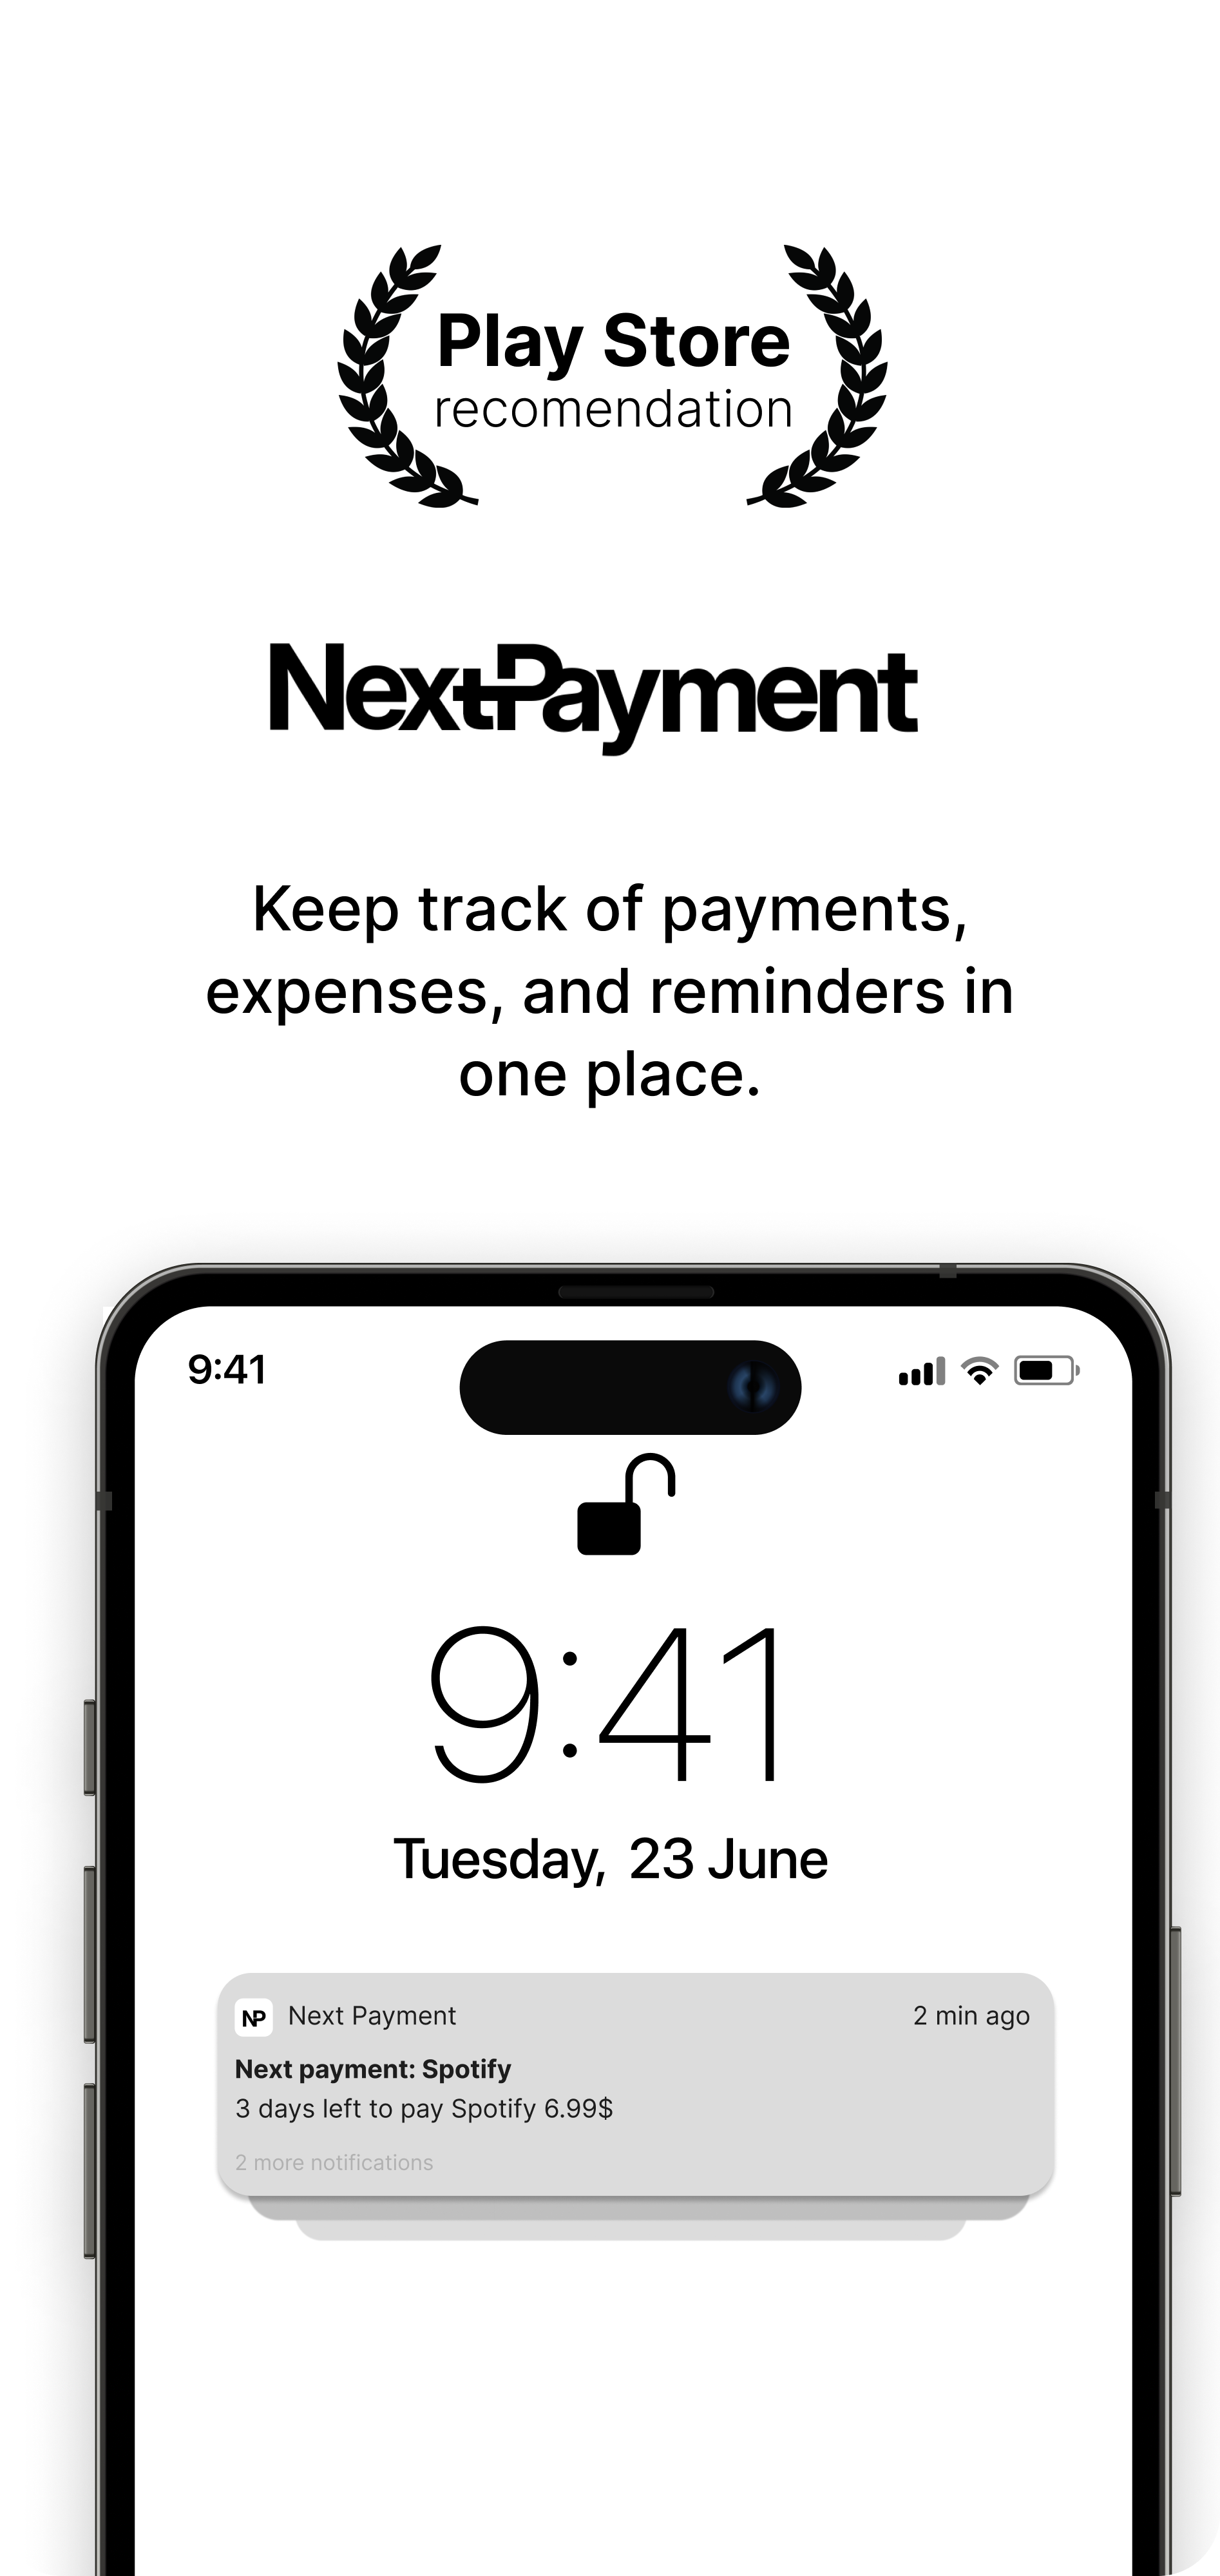 Play Store
recomendation
NextPayment
Keep track of payments,
expenses, and reminders in
one place.
9:41
9:41
Tuesday, 23 June
NP Next Payment 2 min ago
Next payment: Spotify
3 days left to pay Spotify 6.99$
2 more notifications